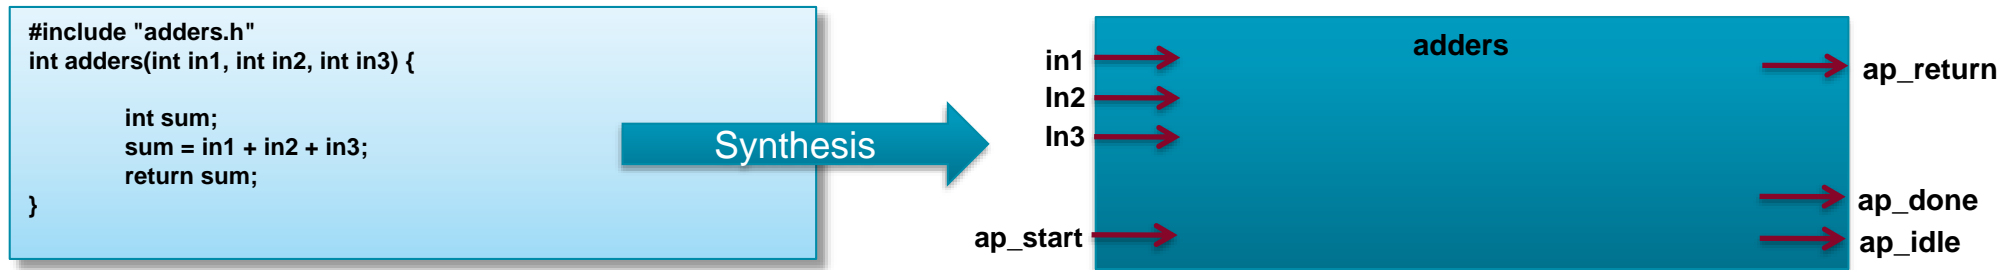 #include "adders.h"
int adders(int in1, int in2, int in3) {
int sum;
sum = in1 + in2 + in3;
return sum;
}
Synthesis
adders
in1
In2
In3
ap_start
ap_return
ap_done
ap_idle